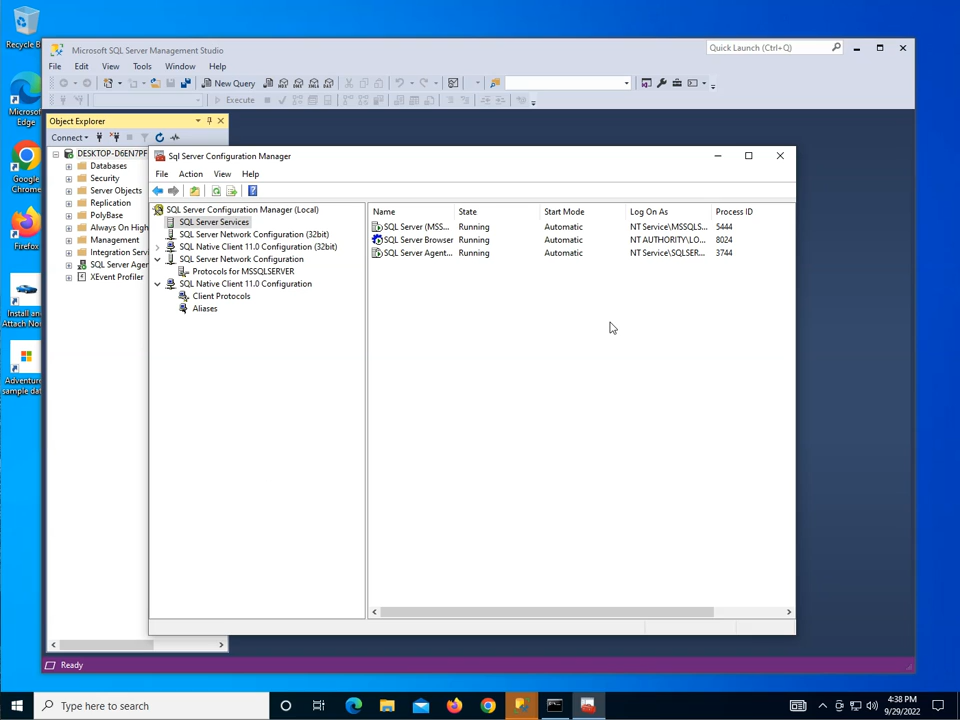 Recycle B
Microsoft Edge
Google Chrome
Firefox
Install and
Attach No
Adventure
sample dat
Microsoft SQL Server Management Studio
Quick Launch (Ctrl+Q)
File Edit View Tools Window Help
New Query
Execute
Object Explorer
Connect
DESKTOP-D6EN7PF
Databases
Security
Server Objects
Replication
PolyBase
Always On High
Management
Integration Serv
SQL Server Agen
XEvent Profiler
Ready
Sql Server Configuration Manager
File Action View Help
SQL Server Configuration Manager (Local)
SQL Server Services
SQL Server Network Configuration (32bit)
SQL Native Client 11.0 Configuration (32bit)
SQL Server Network Configuration
Protocols for MSSQLSERVER
SQL Native Client 11.0 Configuration
Client Protocols
Aliases
Name State Start Mode Log On As Process ID
SQL Server (MSS... Running Automatic NT Service\MSSQLS... 5444
SQL Server Browser Running Automatic NT AUTHORITY\LO... 8024
SQL Server Agent... Running Automatic NT Service\SQLSER... 3744
Type here to search
4:38 PM
9/29/2022